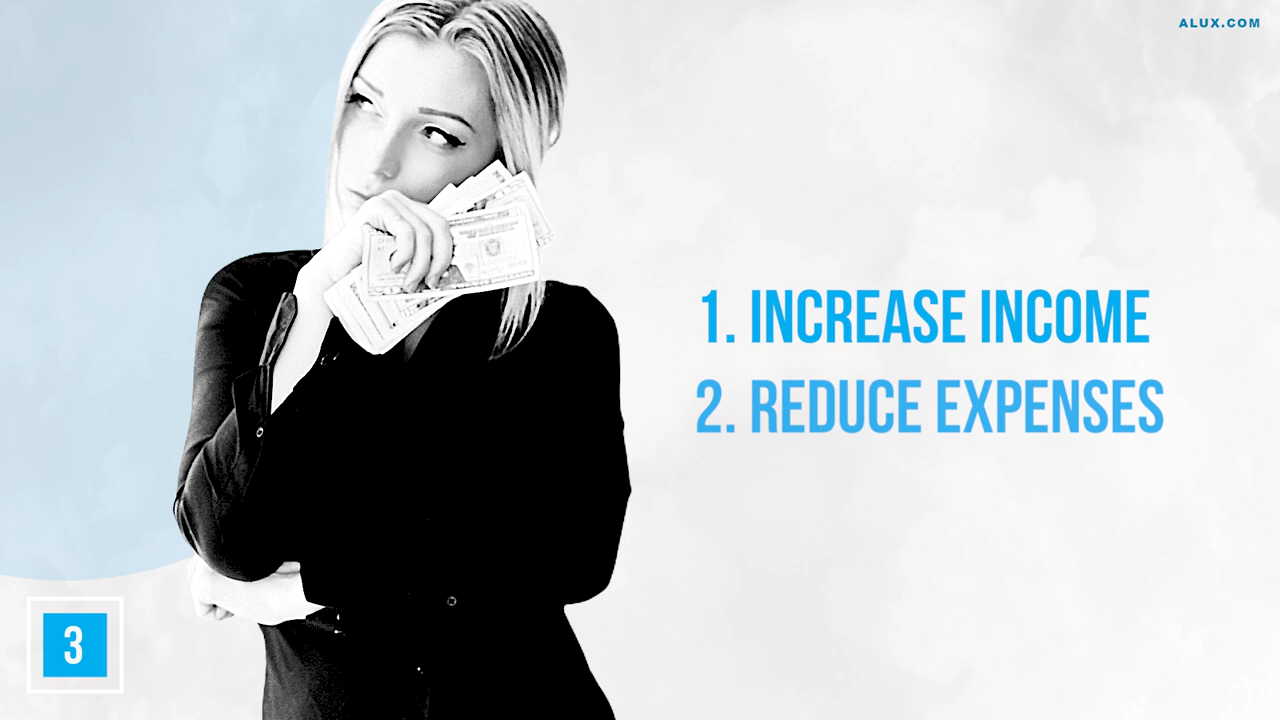 ALUX.COM
1. INCREASE INCOME
2. REDUCE EXPENSES
3